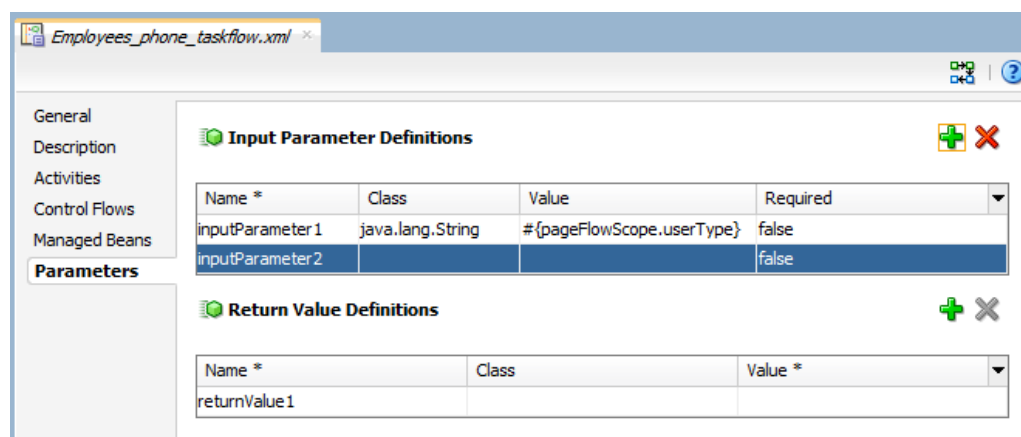 Employees_phone_taskflow.xml
General
Description
Activities
Control Flows
Managed Beans
Parameters
Input Parameter Definitions
Name * Class Value Required
inputParameter1 java.lang.String #{pageFlowScope.userType} false
inputParameter2 false
Return Value Definitions
Name * Class Value *
returnValue1